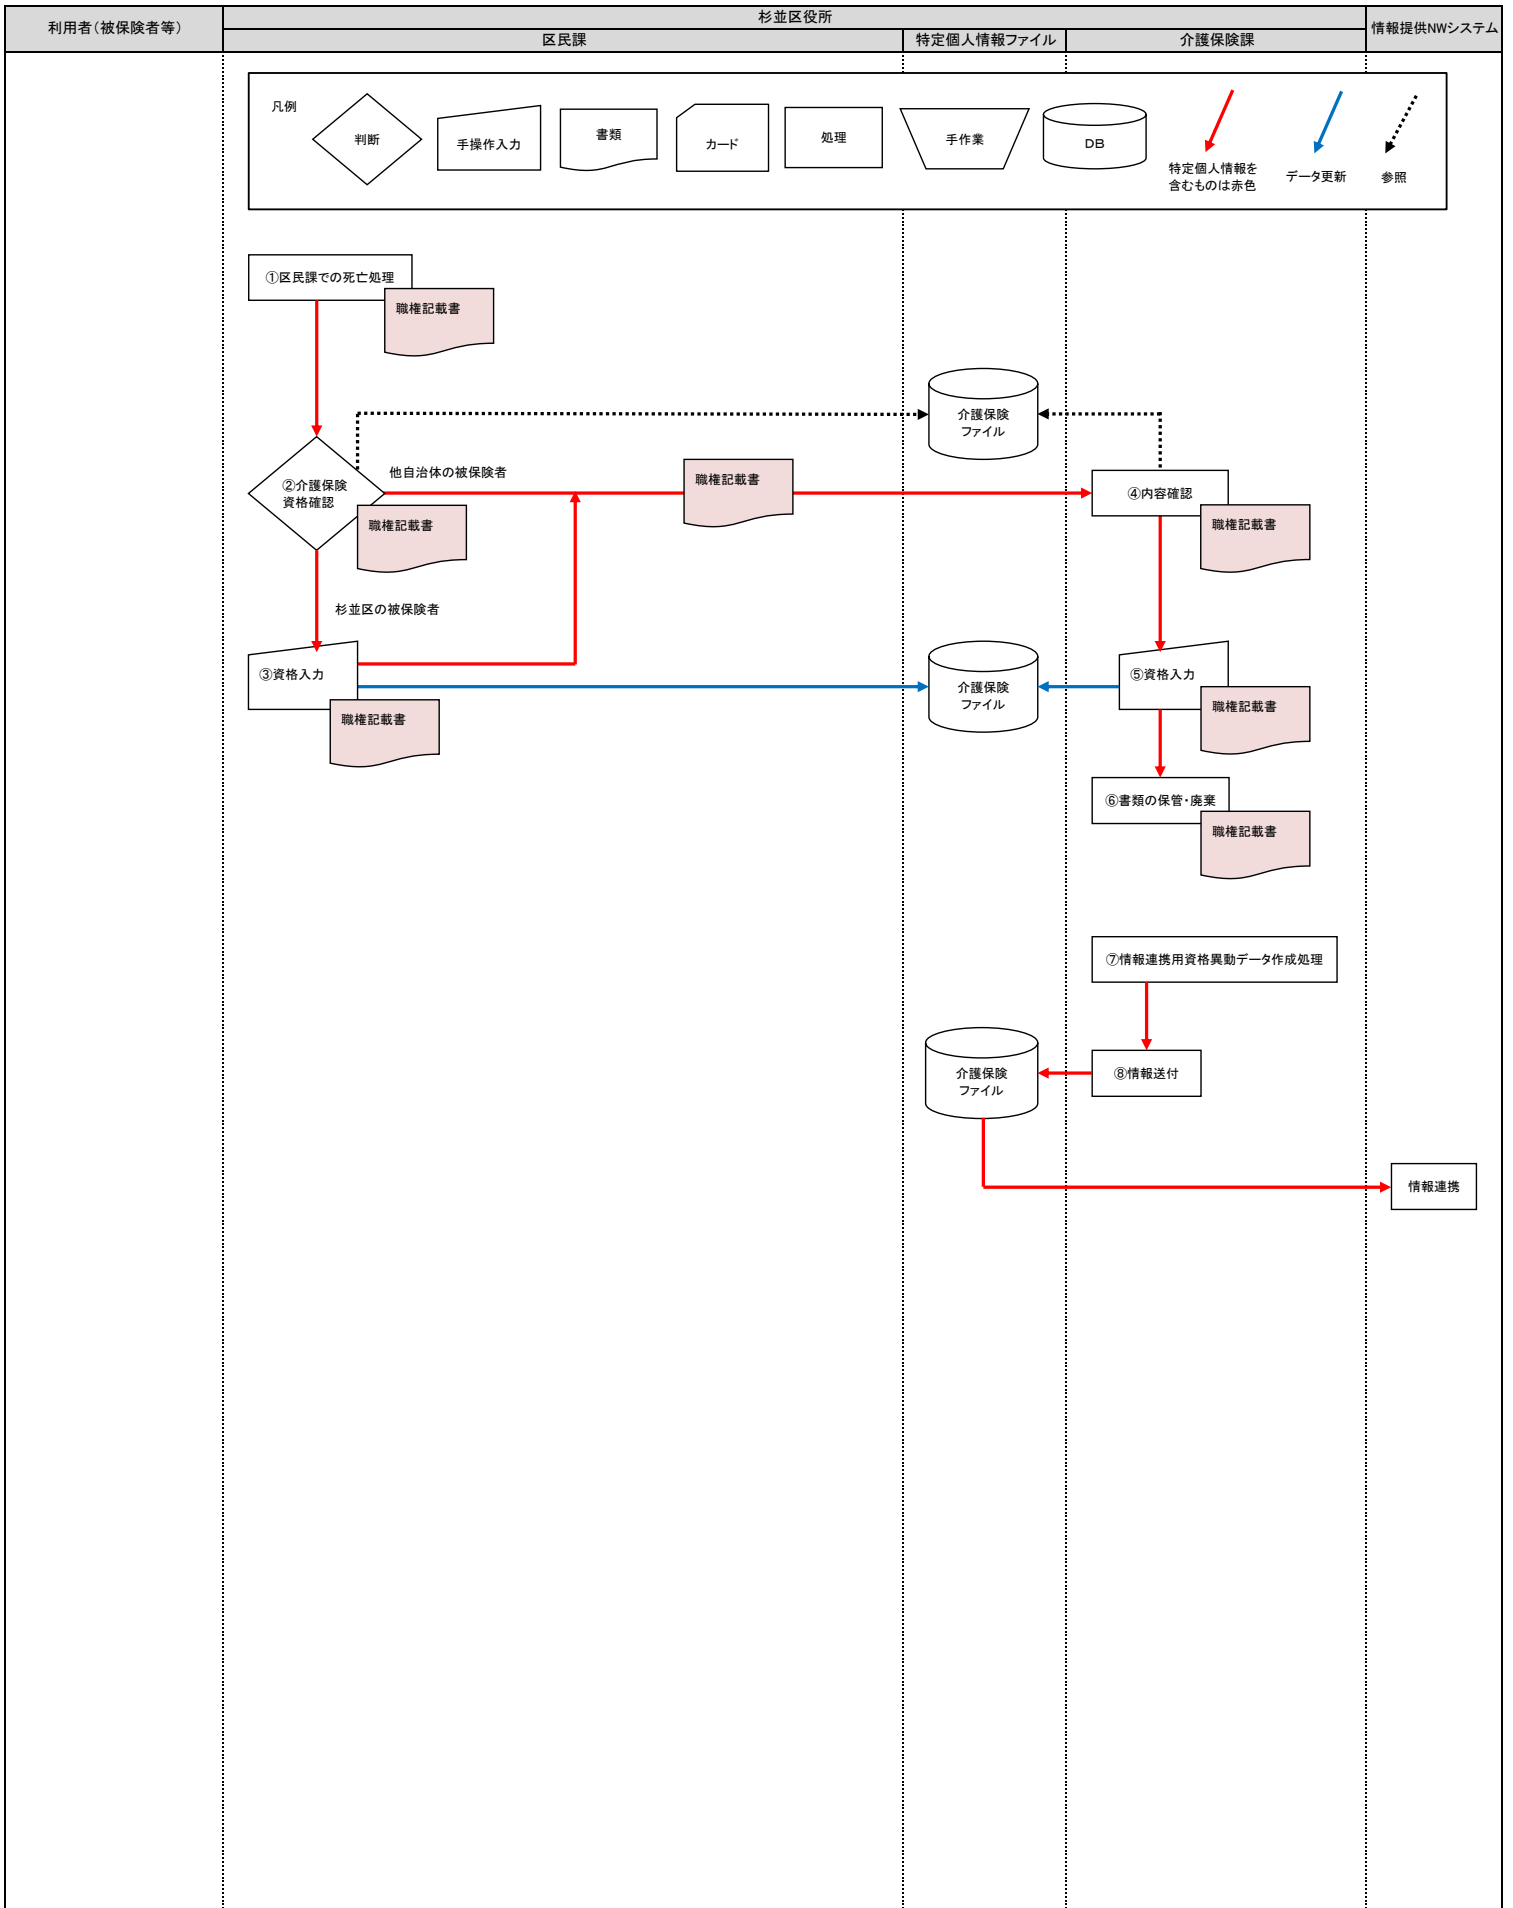 利用者（被保険者等）
杉並区役所
情報提供NWシステム
区民課
特定個人情報ファイル
介護保険課
凡例
判断
手操作入力
書類
カード
処理
手作業
ＤＢ
特定個人情報を
含むものは赤色
データ更新
参照
①区民課での死亡処理
職権記載書
介護保険
ファイル
他自治体の被保険者
②介護保険
資格確認
職権記載書
職権記載書
④内容確認
職権記載書
杉並区の被保険者
③資格入力
職権記載書
介護保険
ファイル
⑤資格入力
職権記載書
⑥書類の保管・廃棄
職権記載書
⑦情報連携用資格異動データ作成処理
介護保険
ファイル
⑧情報送付
情報連携